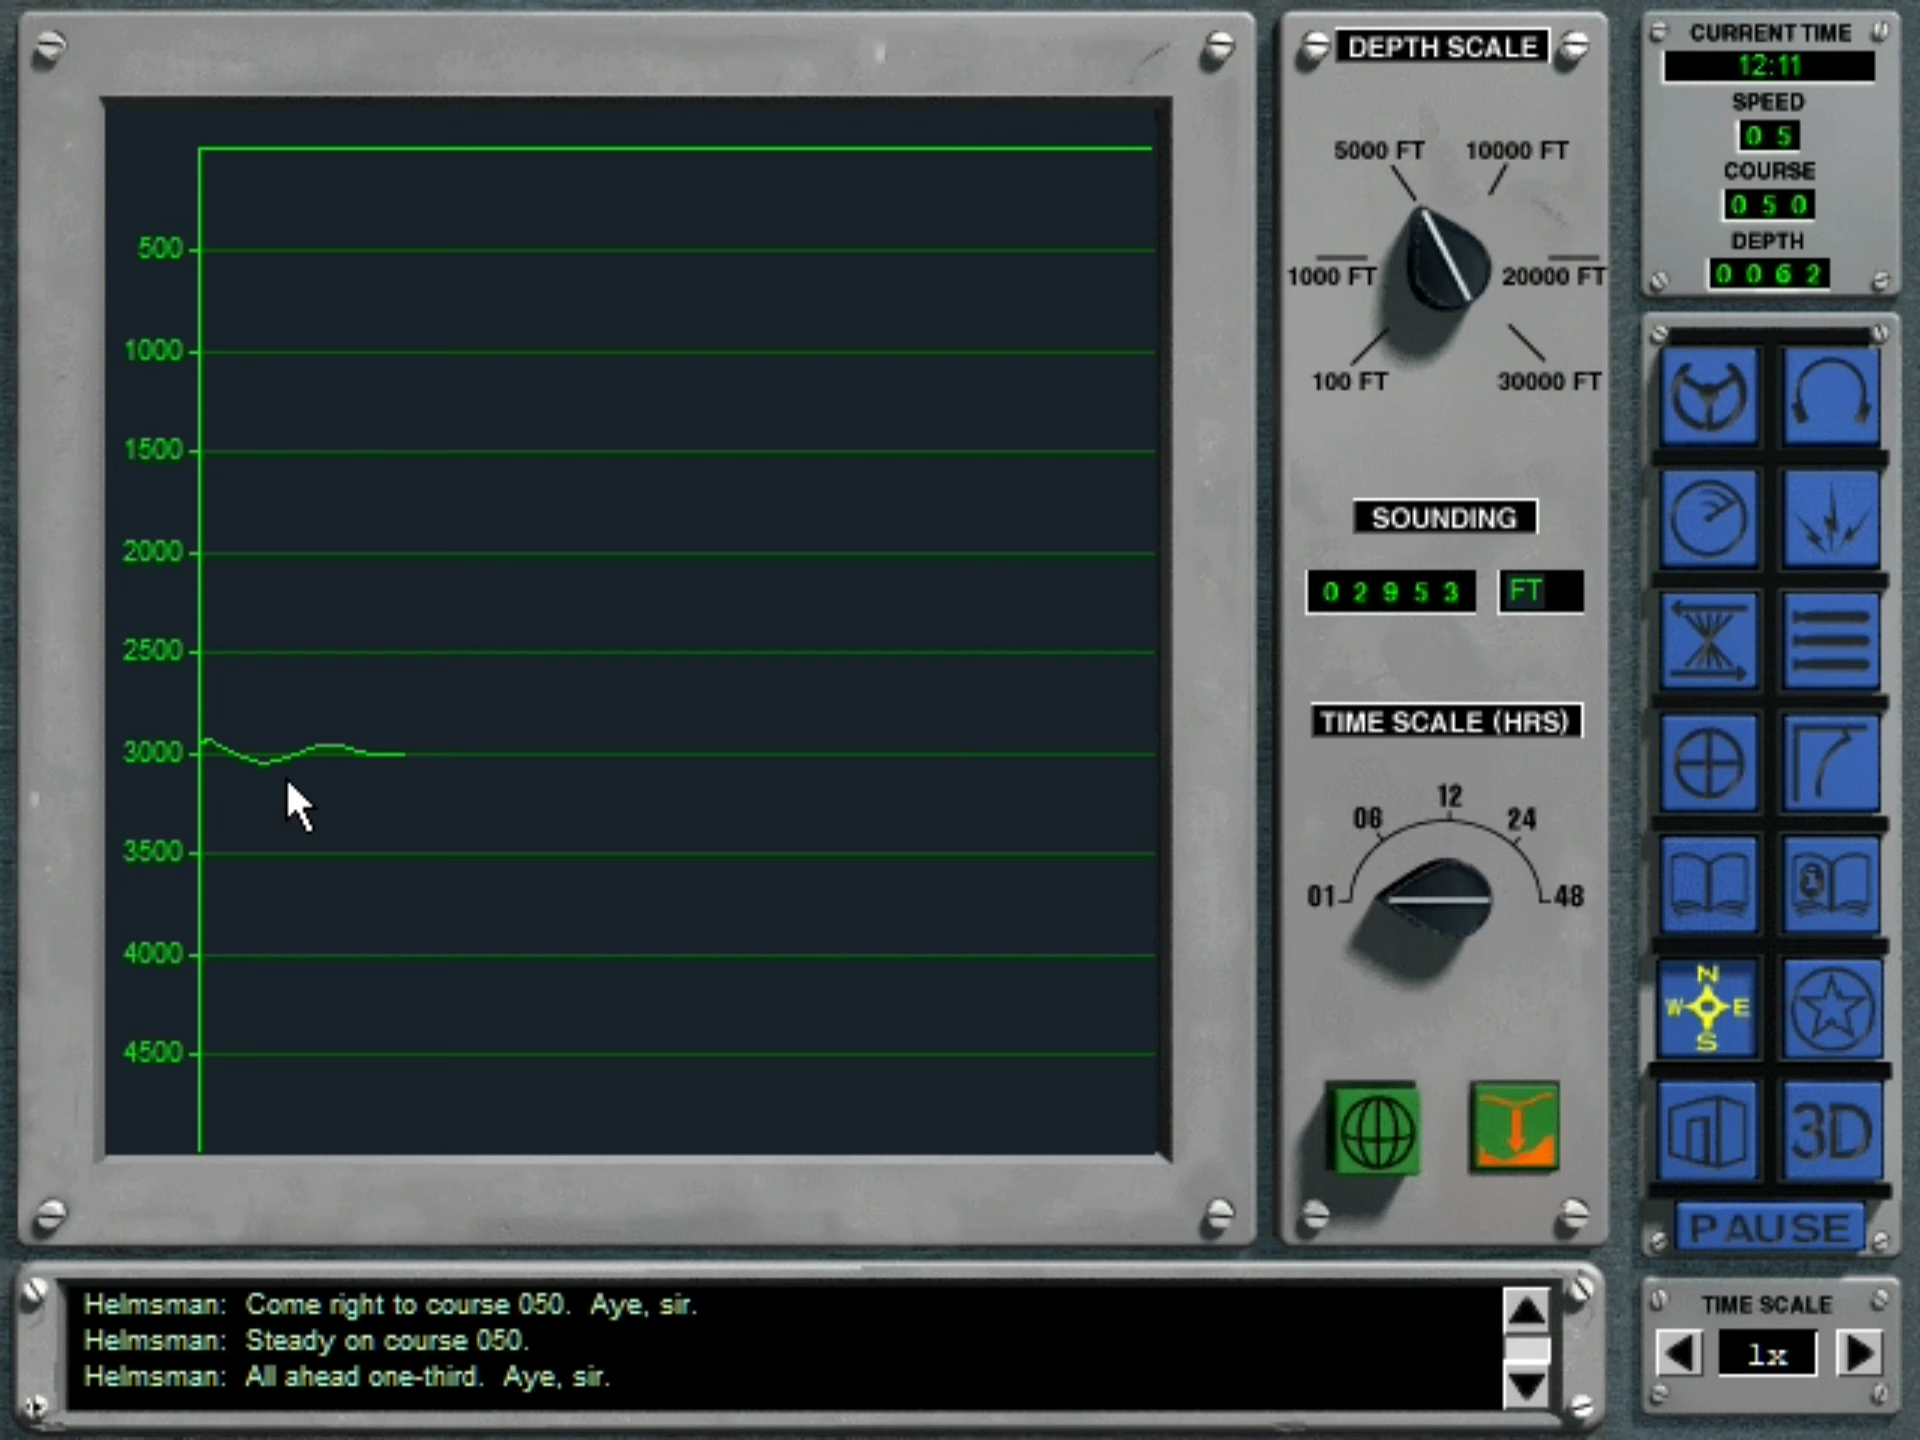 500
1000
1500
2000
2500
3000
3500
4000
4500
DEPTH SCALE
5000 FT
10000 FT
1000 FT
20000 FT
100 FT
30000 FT
SOUNDING
02953 FT
TIME SCALE (HRS)
12
06
24
01
48
CURRENT TIME
12:11
SPEED
05
COURSE
050
DEPTH
0062
N
W E
S
3D
PAUSE
TIME SCALE
1x
Helmsman: Come right to course 050. Aye, sir.
Helmsman: Steady on course 050.
Helmsman: All ahead one-third. Aye, sir.